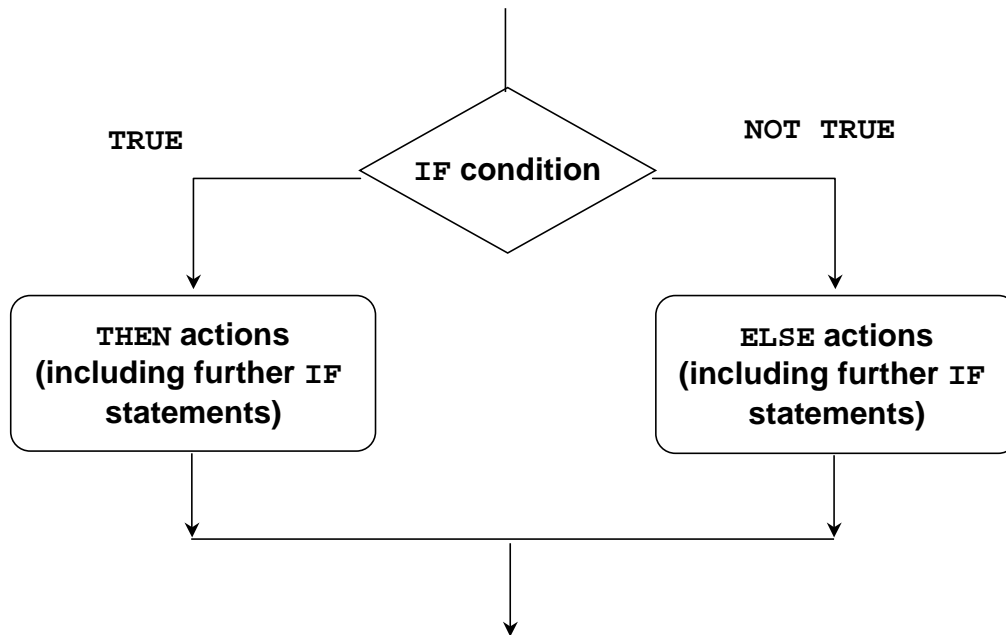 TRUE
NOT TRUE
IF condition
THEN actions
(including further IF
statements)
ELSE actions
(including further IF
statements)